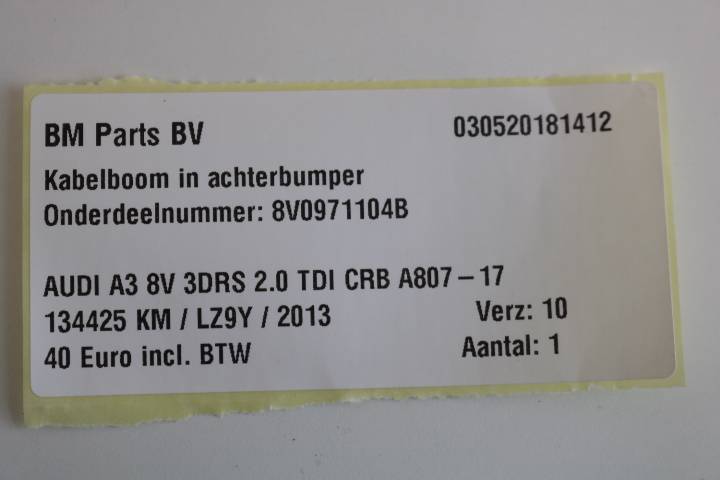 BM Parts BV 030520181412
Kabelboom in achterbumper
Onderdeelnummer: 8V0971104B
AUDI A3 8V 3DRS 2.0 TDI CRB A807 – 17
134425 KM / LZ9Y / 2013 Verz: 10
40 Euro incl. BTW Aantal: 1